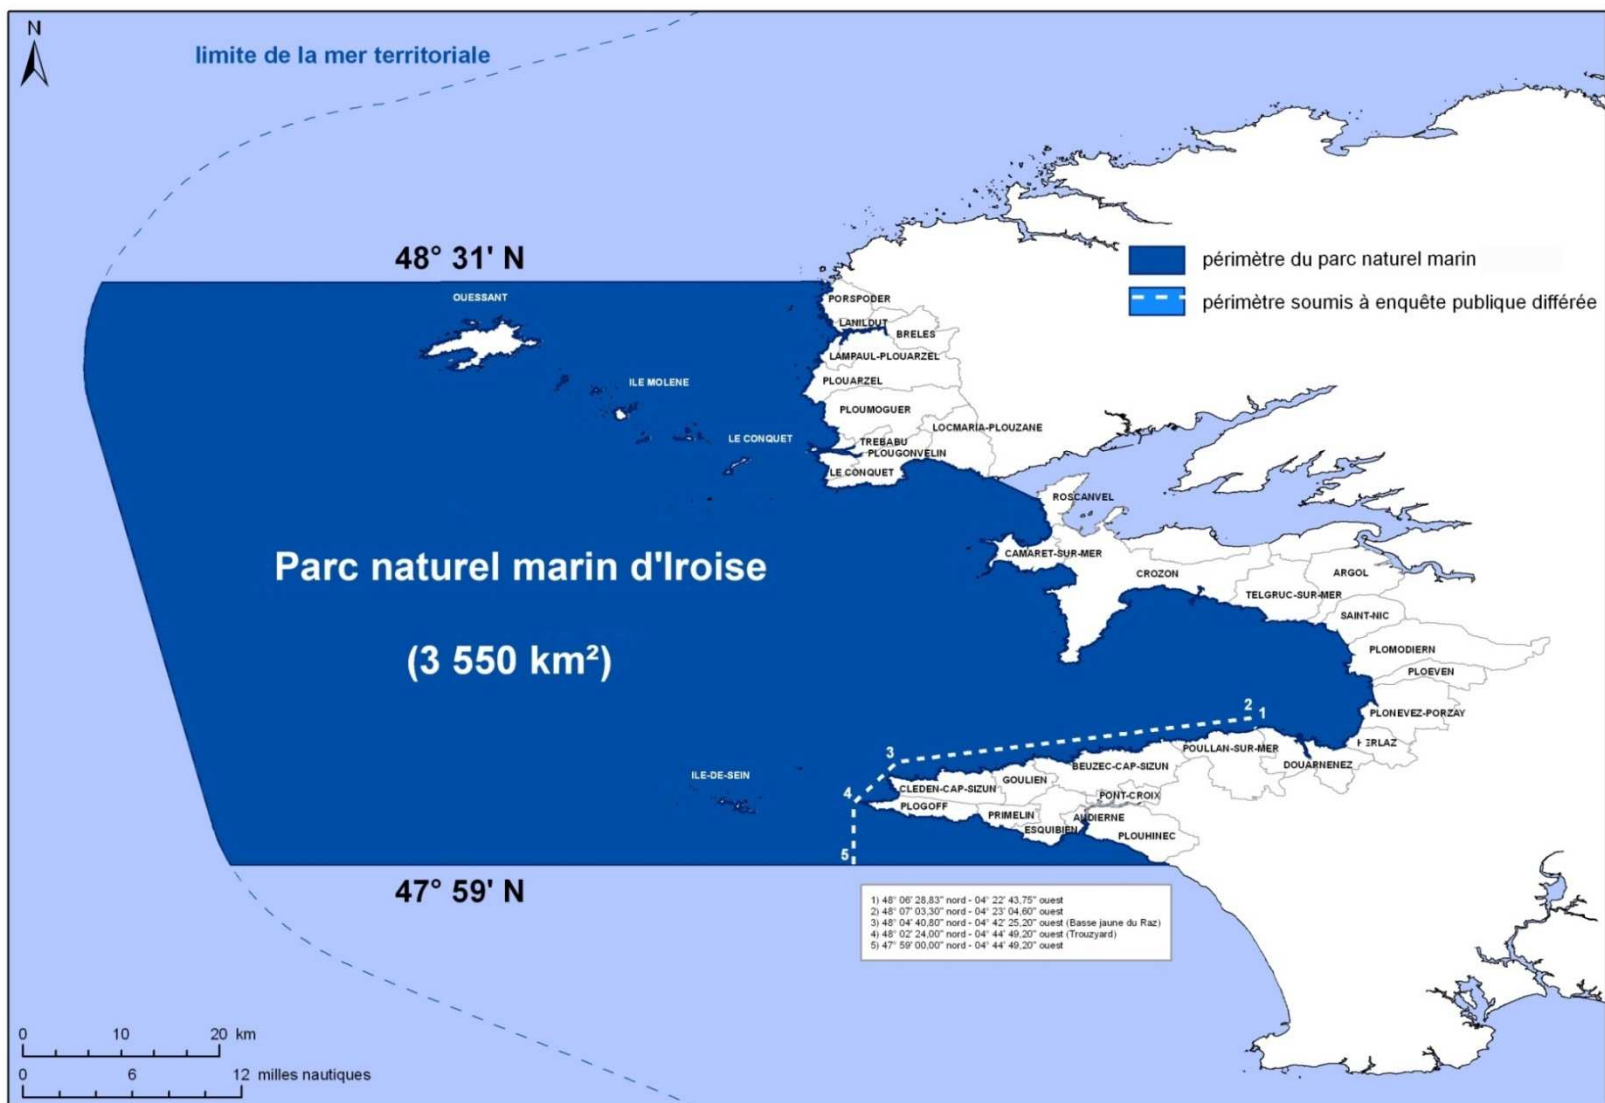 N
limite de la mer territoriale
48° 31' N
périmètre du parc naturel marin
périmètre soumis à enquête publique différée
OUESSANT
PORSPODER
LANILDUT
BRELES
LAMPAUL-PLOUARZEL
ILE MOLENE
PLOUARZEL
PLOUMOGUER
LOCMARIA-PLOUZANE
LE CONQUET
TREBABU
PLOUGONVELIN
LE CONQUET
ROSCANVEL
Parc naturel marin d'Iroise
(3 550 km²)
CAMARET-SUR-MER
CROZON
ARGOL
TELGRUC-SUR-MER
SAINT-NIC
PLOMODIERN
PLOEVEN
PLONEVEZ-PORZAY
2
1
3
4
5
POULLAN-SUR-MER
DOUARNENEZ
BEUZEC-CAP-SIZUN
ILE-DE-SEIN
GOULIEN
CLEDEN-CAP-SIZUN
PONT-CROIX
PLOGOFF
PRIMELIN
AUDIERNE
ESQUIBIEN
PLOUHINEC
47° 59' N
1) 48° 06' 28,83" nord - 04° 22' 43,75" ouest
2) 48° 07' 03,30" nord - 04° 23' 04,60" ouest
3) 48° 04' 40,80" nord - 04° 42' 25,20" ouest (Basse jaune du Raz)
4) 48° 02' 24,00" nord - 04° 44' 49,20" ouest (Trouzyard)
5) 47° 59' 00,00" nord - 04° 44' 49,20" ouest
0 10 20 km
0 6 12 milles nautiques